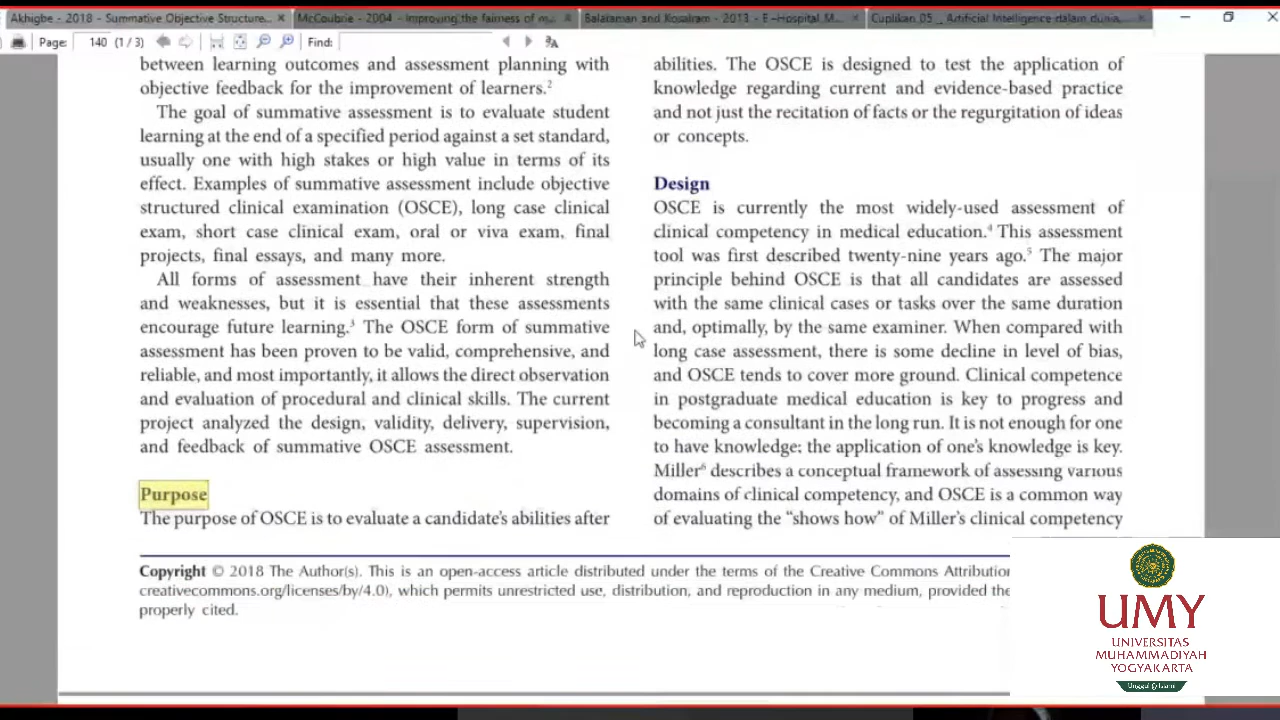 Akhigbe - 2018 - Summative Objective Structure...
McCoubrie - 2004 - Improving the fairness of m...
Balaraman and Kosalram - 2013 - E -Hospital M...
Cuplikan 05 _ Artificial Intelligence dalam dunia...
Page: 140 (1 / 3) Find:
between learning outcomes and assessment planning with
objective feedback for the improvement of learners.²
The goal of summative assessment is to evaluate student
learning at the end of a specified period against a set standard,
usually one with high stakes or high value in terms of its
effect. Examples of summative assessment include objective
structured clinical examination (OSCE), long case clinical
exam, short case clinical exam, oral or viva exam, final
projects, final essays, and many more.
All forms of assessment have their inherent strength
and weaknesses, but it is essential that these assessments
encourage future learning.³ The OSCE form of summative
assessment has been proven to be valid, comprehensive, and
reliable, and most importantly, it allows the direct observation
and evaluation of procedural and clinical skills. The current
project analyzed the design, validity, delivery, supervision,
and feedback of summative OSCE assessment.
Purpose
The purpose of OSCE is to evaluate a candidate's abilities after
abilities. The OSCE is designed to test the application of
knowledge regarding current and evidence-based practice
and not just the recitation of facts or the regurgitation of ideas
or concepts.
Design
OSCE is currently the most widely-used assessment of
clinical competency in medical education.⁴ This assessment
tool was first described twenty-nine years ago.⁵ The major
principle behind OSCE is that all candidates are assessed
with the same clinical cases or tasks over the same duration
and, optimally, by the same examiner. When compared with
long case assessment, there is some decline in level of bias,
and OSCE tends to cover more ground. Clinical competence
in postgraduate medical education is key to progress and
becoming a consultant in the long run. It is not enough for one
to have knowledge; the application of one's knowledge is key.
Miller⁶ describes a conceptual framework of assessing various
domains of clinical competency, and OSCE is a common way
of evaluating the “shows how” of Miller's clinical competency
Copyright © 2018 The Author(s). This is an open-access article distributed under the terms of the Creative Commons Attribution
creativecommons.org/licenses/by/4.0), which permits unrestricted use, distribution, and reproduction in any medium, provided the
properly cited.
UMY
UNIVERSITAS
MUHAMMADIYAH
YOGYAKARTA
Unggul & Islami